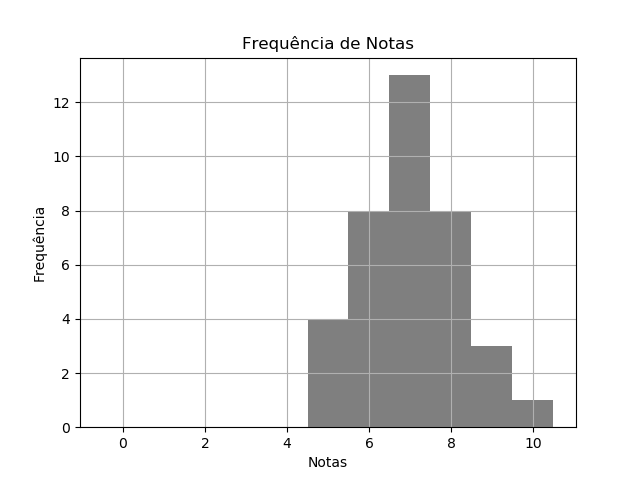 Frequência de Notas
Frequência
12
10
8
6
4
2
0
0 2 4 6 8 10
Notas